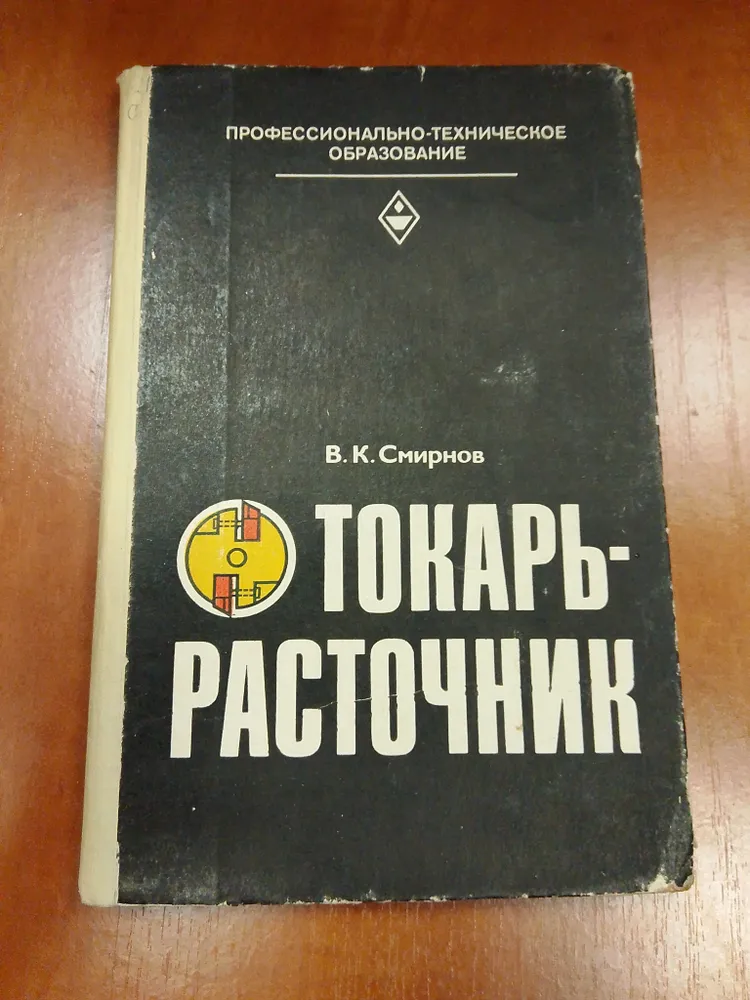 ПРОФЕССИОНАЛЬНО-ТЕХНИЧЕСКОЕ
ОБРАЗОВАНИЕ
В. К. Смирнов
ТОКАРЬ-
РАСТОЧНИК